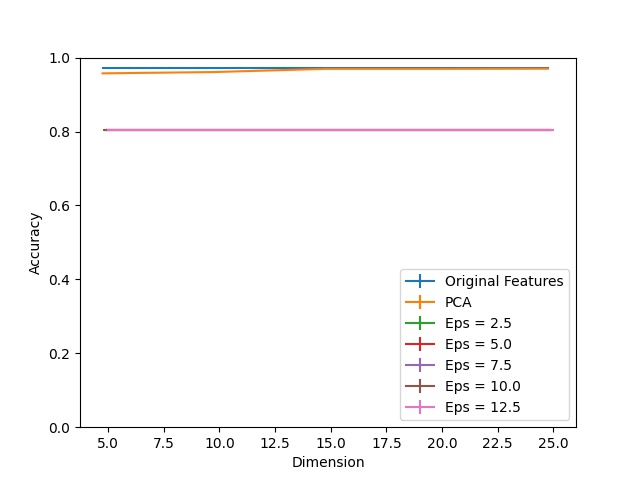 1.0
0.8
0.6
0.4
0.2
0.0
Accuracy
Original Features
PCA
Eps = 2.5
Eps = 5.0
Eps = 7.5
Eps = 10.0
Eps = 12.5
5.0 7.5 10.0 12.5 15.0 17.5 20.0 22.5 25.0
Dimension